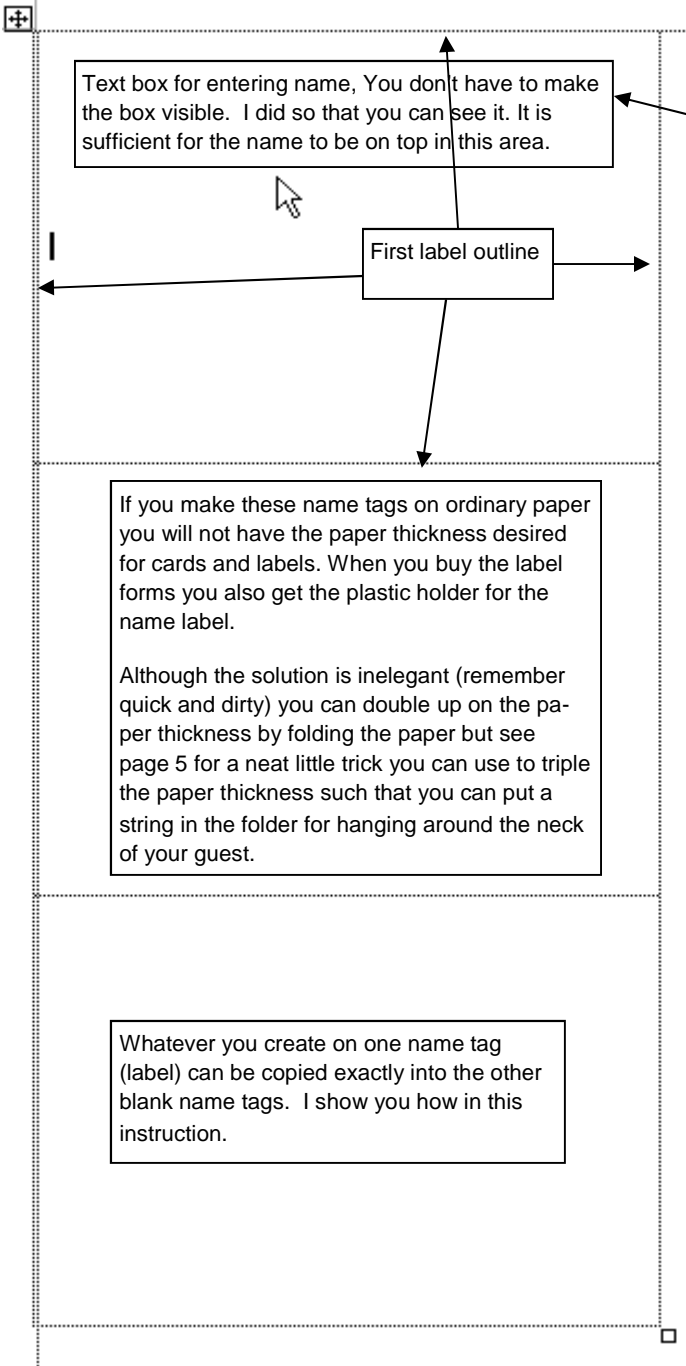 Text box for entering name, You don't have to make
the box visible.  I did so that you can see it. It is
sufficient for the name to be on top in this area.
First label outline
If you make these name tags on ordinary paper
you will not have the paper thickness desired
for cards and labels. When you buy the label
forms you also get the plastic holder for the
name label.
Although the solution is inelegant (remember
quick and dirty) you can double up on the pa-
per thickness by folding the paper but see
page 5 for a neat little trick you can use to triple
the paper thickness such that you can put a
string in the folder for hanging around the neck
of your guest.
Whatever you create on one name tag
(label) can be copied exactly into the other
blank name tags.  I show you how in this
instruction.